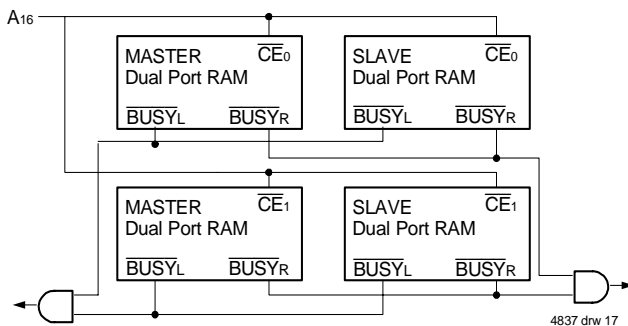 A16
MASTER
Dual Port RAM
CE0
BUSYL BUSYR
SLAVE
Dual Port RAM
CE0
BUSYL BUSYR
MASTER
Dual Port RAM
CE1
BUSYL BUSYR
SLAVE
Dual Port RAM
CE1
BUSYL BUSYR
4837 drw 17